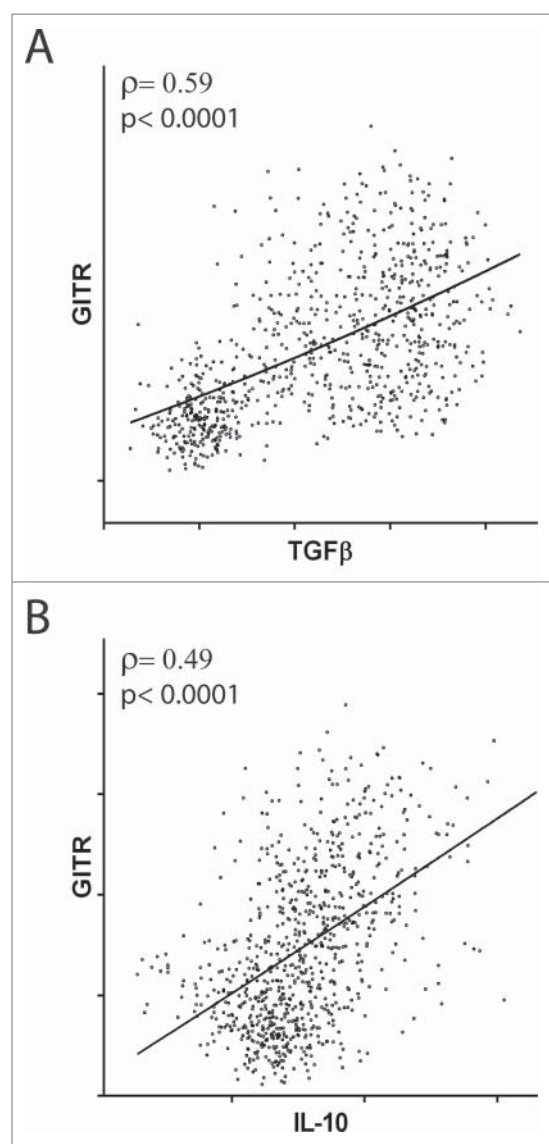 A
ρ= 0.59
p< 0.0001
GITR
TGFβ
B
ρ= 0.49
p< 0.0001
GITR
IL-10